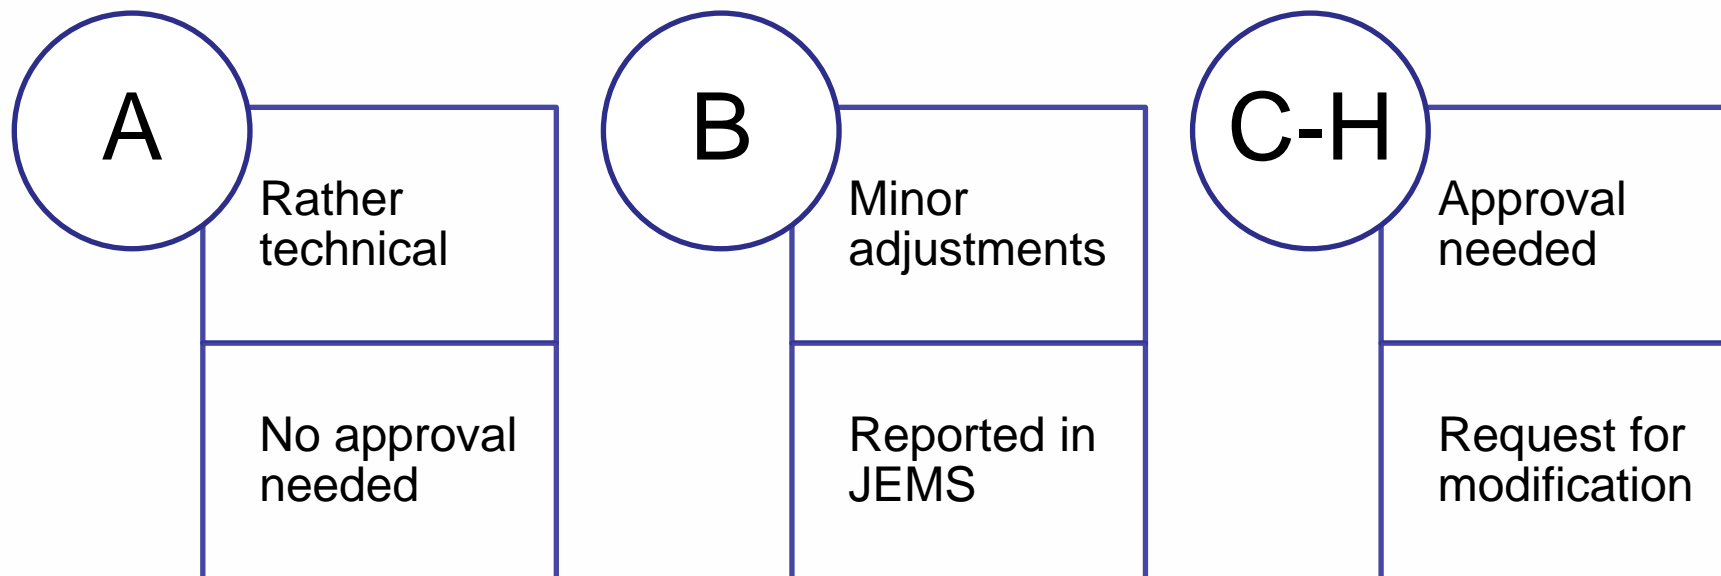 A
Rather
technical
No approval
needed
B
Minor
adjustments
Reported in
JEMS
C-H
Approval
needed
Request for
modification